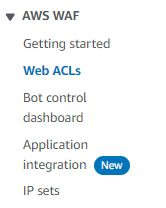 AWS WAF
Getting started
Web ACLs
Bot control
dashboard
Application
integration New
IP sets